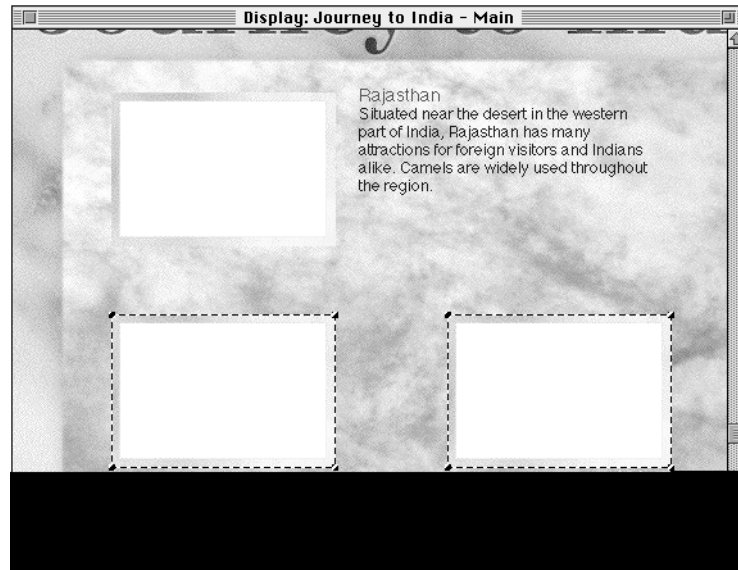 Display: Journey to India - Main
Rajasthan
Situated near the desert in the western
part of India, Rajasthan has many
attractions for foreign visitors and Indians
alike. Camels are widely used throughout
the region.